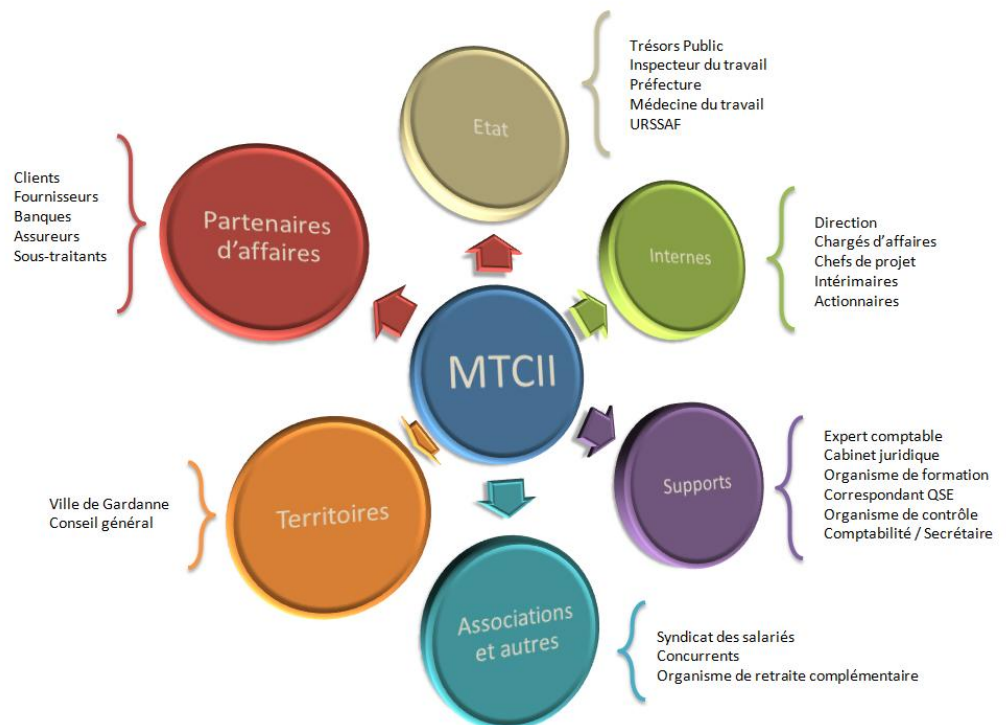 Etat
Trésors Public
Inspecteur du travail
Préfecture
Médecine du travail
URSSAF
Partenaires
d'affaires
Clients
Fournisseurs
Banques
Assureurs
Sous-traitants
Internes
Direction
Chargés d'affaires
Chefs de projet
Intérimaires
Actionnaires
MTCII
Territoires
Ville de Gardanne
Conseil général
Supports
Expert comptable
Cabinet juridique
Organisme de formation
Correspondant QSE
Organisme de contrôle
Comptabilité / Secrétaire
Associations
et autres
Syndicat des salariés
Concurrents
Organisme de retraite complémentaire